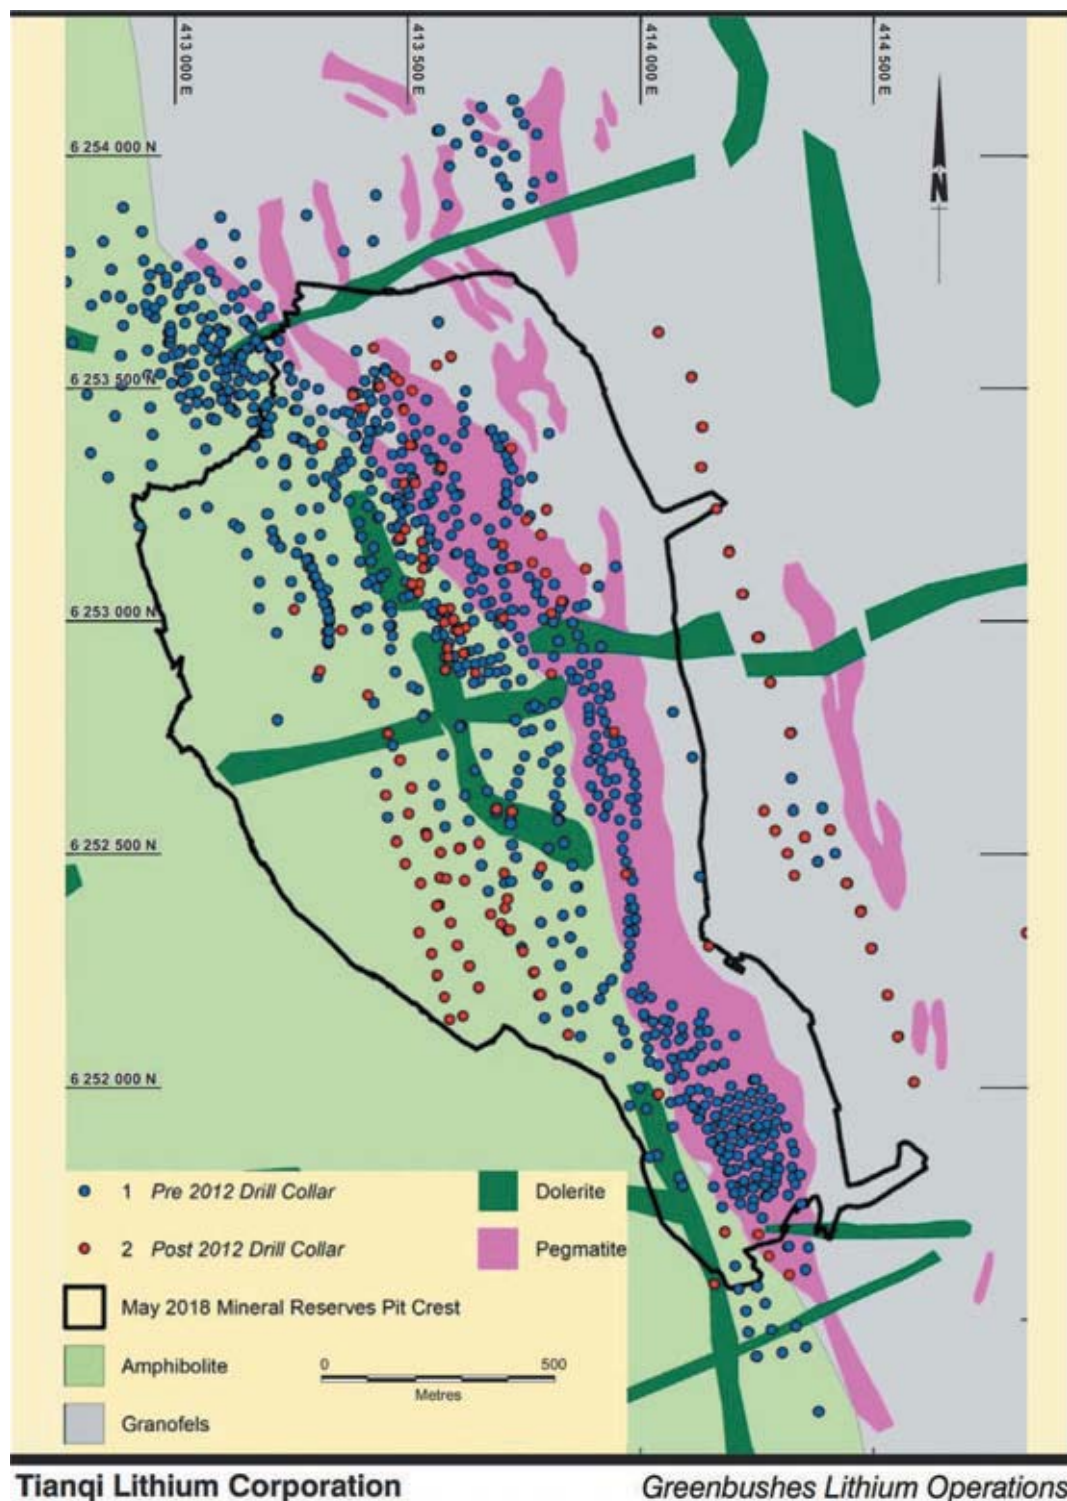 413 000 E
413 500 E
414 000 E
414 500 E
6 254 000 N
N
6 253 500 N
6 253 000 N
6 252 500 N
6 252 000 N
1 Pre 2012 Drill Collar
Dolerite
2 Post 2012 Drill Collar
Pegmatite
May 2018 Mineral Reserves Pit Crest
Amphibolite
0 500
Metres
Granofels
Tianqi Lithium Corporation
Greenbushes Lithium Operations